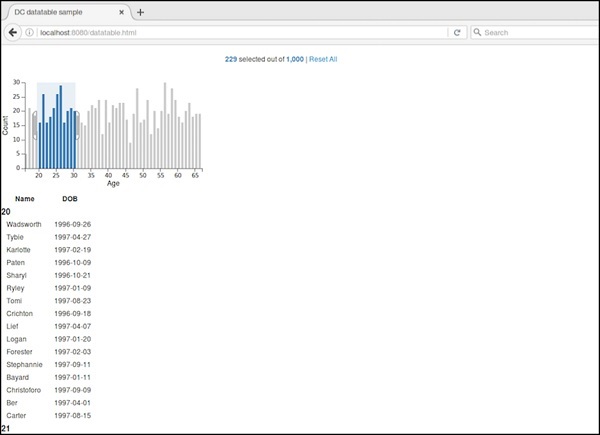 DC datatable sample
localhost:8080/datatable.html
Search
229 selected out of 1,000 | Reset All
30
25
20
15
10
5
0
Count
20 25 30 35 40 45 50 55 60 65
Age
Name DOB
20
Wadsworth 1996-09-26
Tybie 1997-04-27
Karlotte 1997-02-19
Paten 1996-10-09
Sharyl 1996-10-21
Ryley 1997-01-09
Tomi 1997-08-23
Crichton 1996-09-18
Lief 1997-04-07
Logan 1997-01-20
Forester 1997-02-03
Stephannie 1997-09-11
Bayard 1997-01-11
Christoforo 1997-09-09
Ber 1997-04-01
Carter 1997-08-15
21